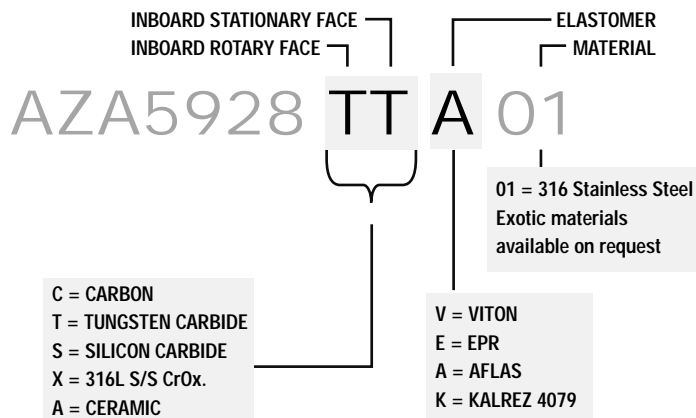 INBOARD STATIONARY FACE
ELASTOMER
INBOARD ROTARY FACE
MATERIAL
AZA5928 TT A 01
01 = 316 Stainless Steel
Exotic materials
available on request
C = CARBON
T = TUNGSTEN CARBIDE
S = SILICON CARBIDE
X = 316L S/S CrOx.
A = CERAMIC
V = VITON
E = EPR
A = AFLAS
K = KALREZ 4079